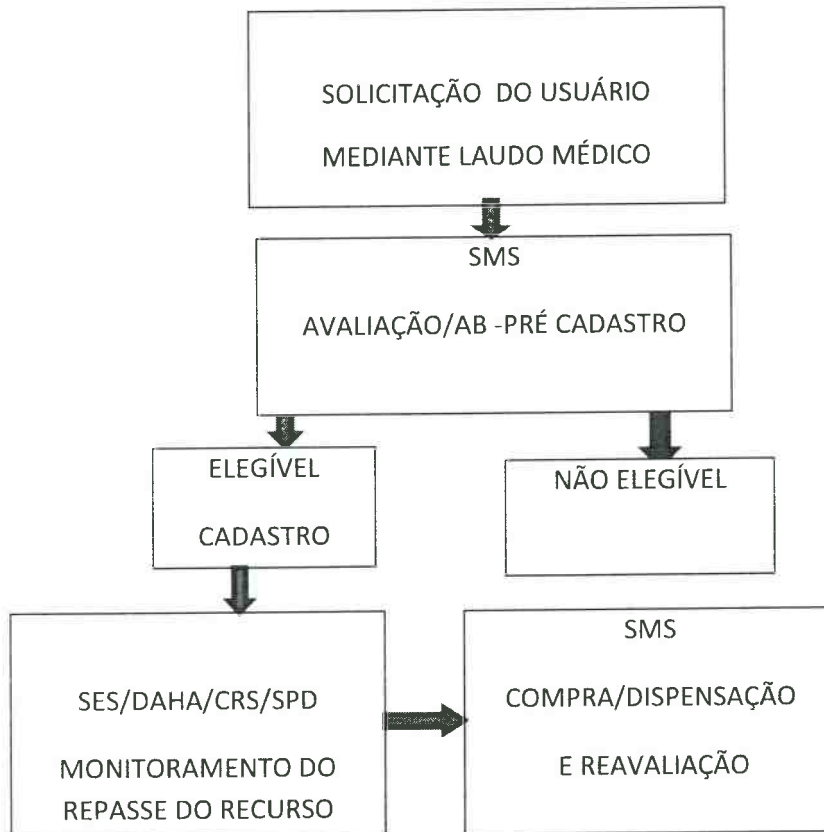 SOLICITAÇÃO DO USUÁRIO
MEDIANTE LAUDO MÉDICO
SMS
AVALIAÇÃO/AB -PRÉ CADASTRO
ELEGÍVEL
CADASTRO
NÃO ELEGÍVEL
SES/DAHA/CRS/SPD
MONITORAMENTO DO
REPASSE DO RECURSO
SMS
COMPRA/DISPENSAÇÃO
E REAVALIAÇÃO